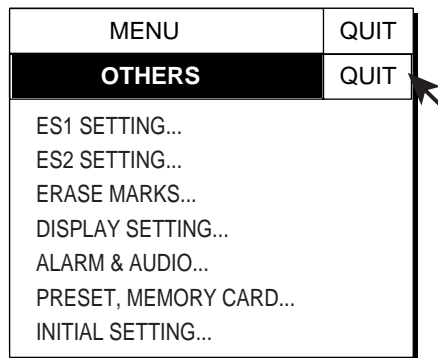 MENU QUIT
OTHERS QUIT
ES1 SETTING...
ES2 SETTING...
ERASE MARKS...
DISPLAY SETTING...
ALARM & AUDIO...
PRESET, MEMORY CARD...
INITIAL SETTING...